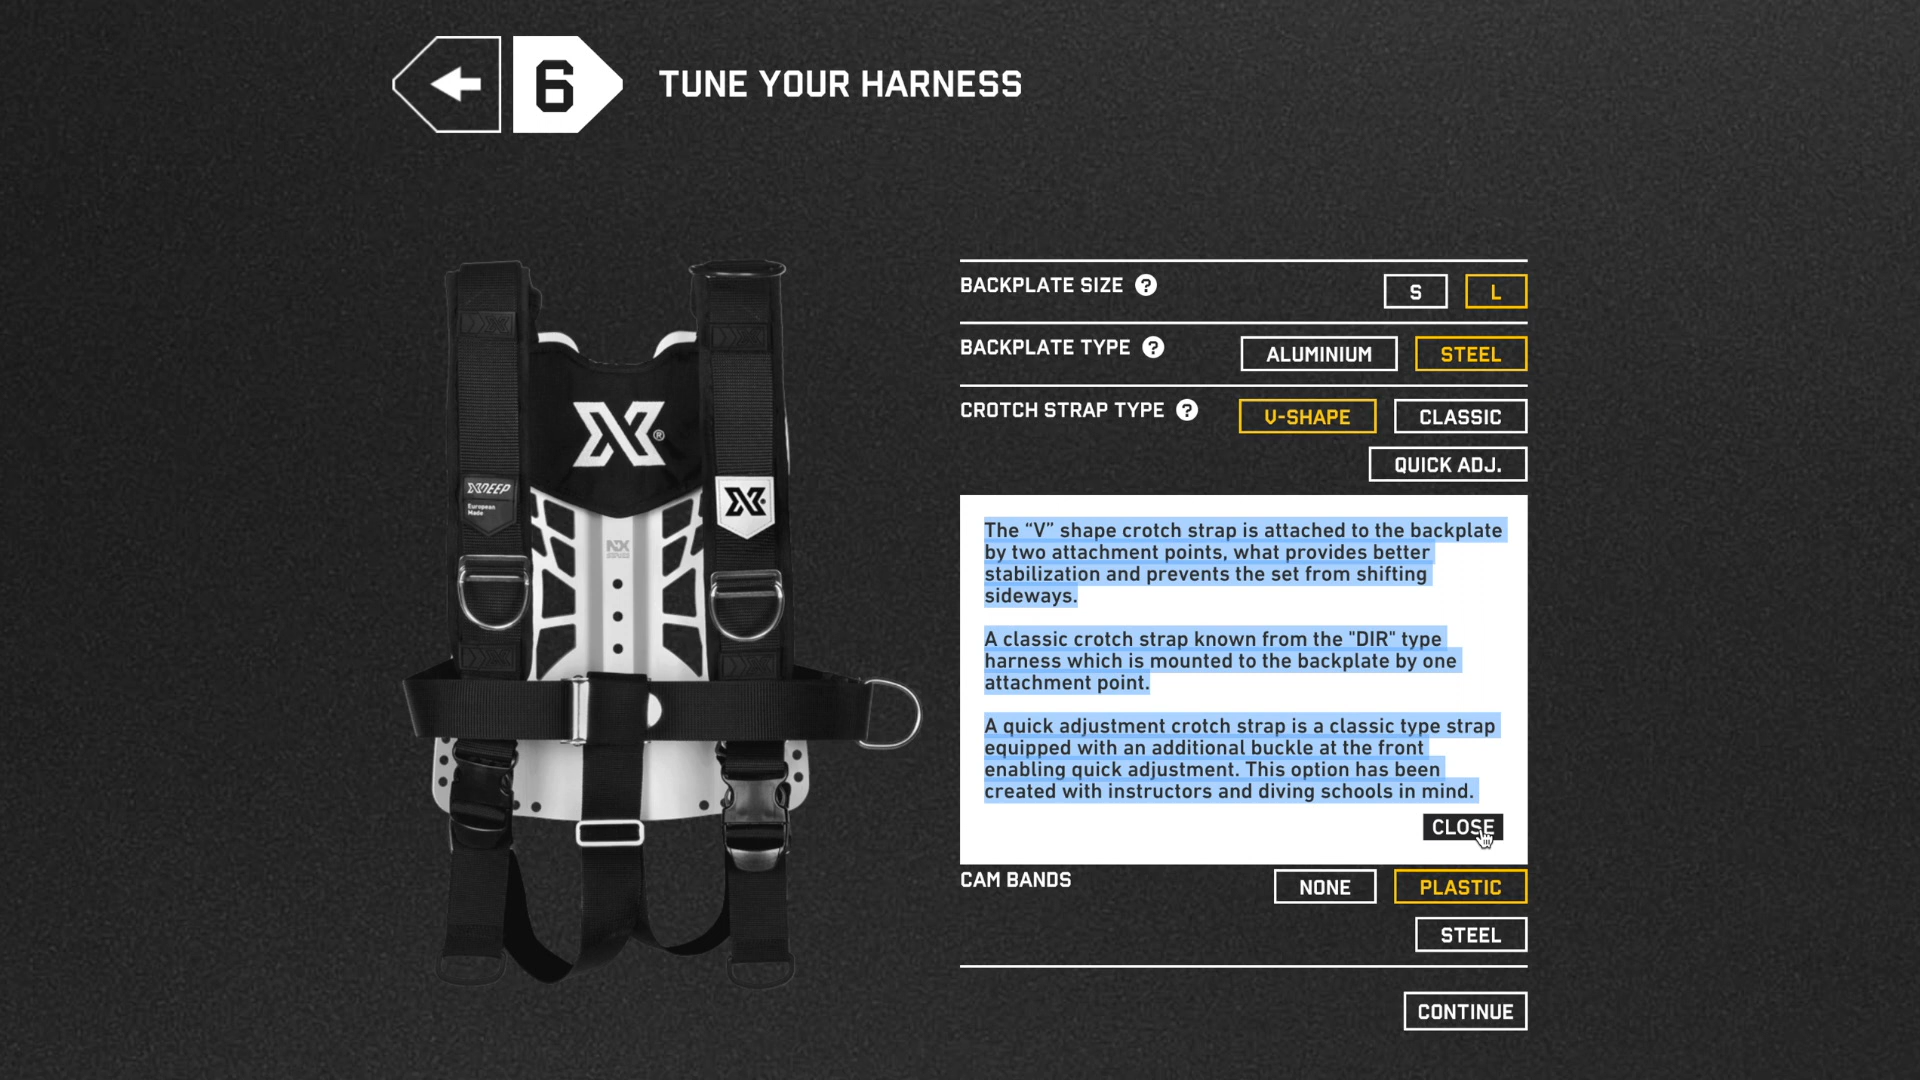 6
TUNE YOUR HARNESS
BACKPLATE SIZE ?
S
L
BACKPLATE TYPE ?
ALUMINIUM
STEEL
CROTCH STRAP TYPE ?
V-SHAPE
CLASSIC
QUICK ADJ.
The “V” shape crotch strap is attached to the backplate
by two attachment points, what provides better
stabilization and prevents the set from shifting
sideways.
A classic crotch strap known from the "DIR" type
harness which is mounted to the backplate by one
attachment point.
A quick adjustment crotch strap is a classic type strap
equipped with an additional buckle at the front
enabling quick adjustment. This option has been
created with instructors and diving schools in mind.
CLOSE
CAM BANDS
NONE
PLASTIC
STEEL
CONTINUE
X®
XDEEP
European
Made
X
NX